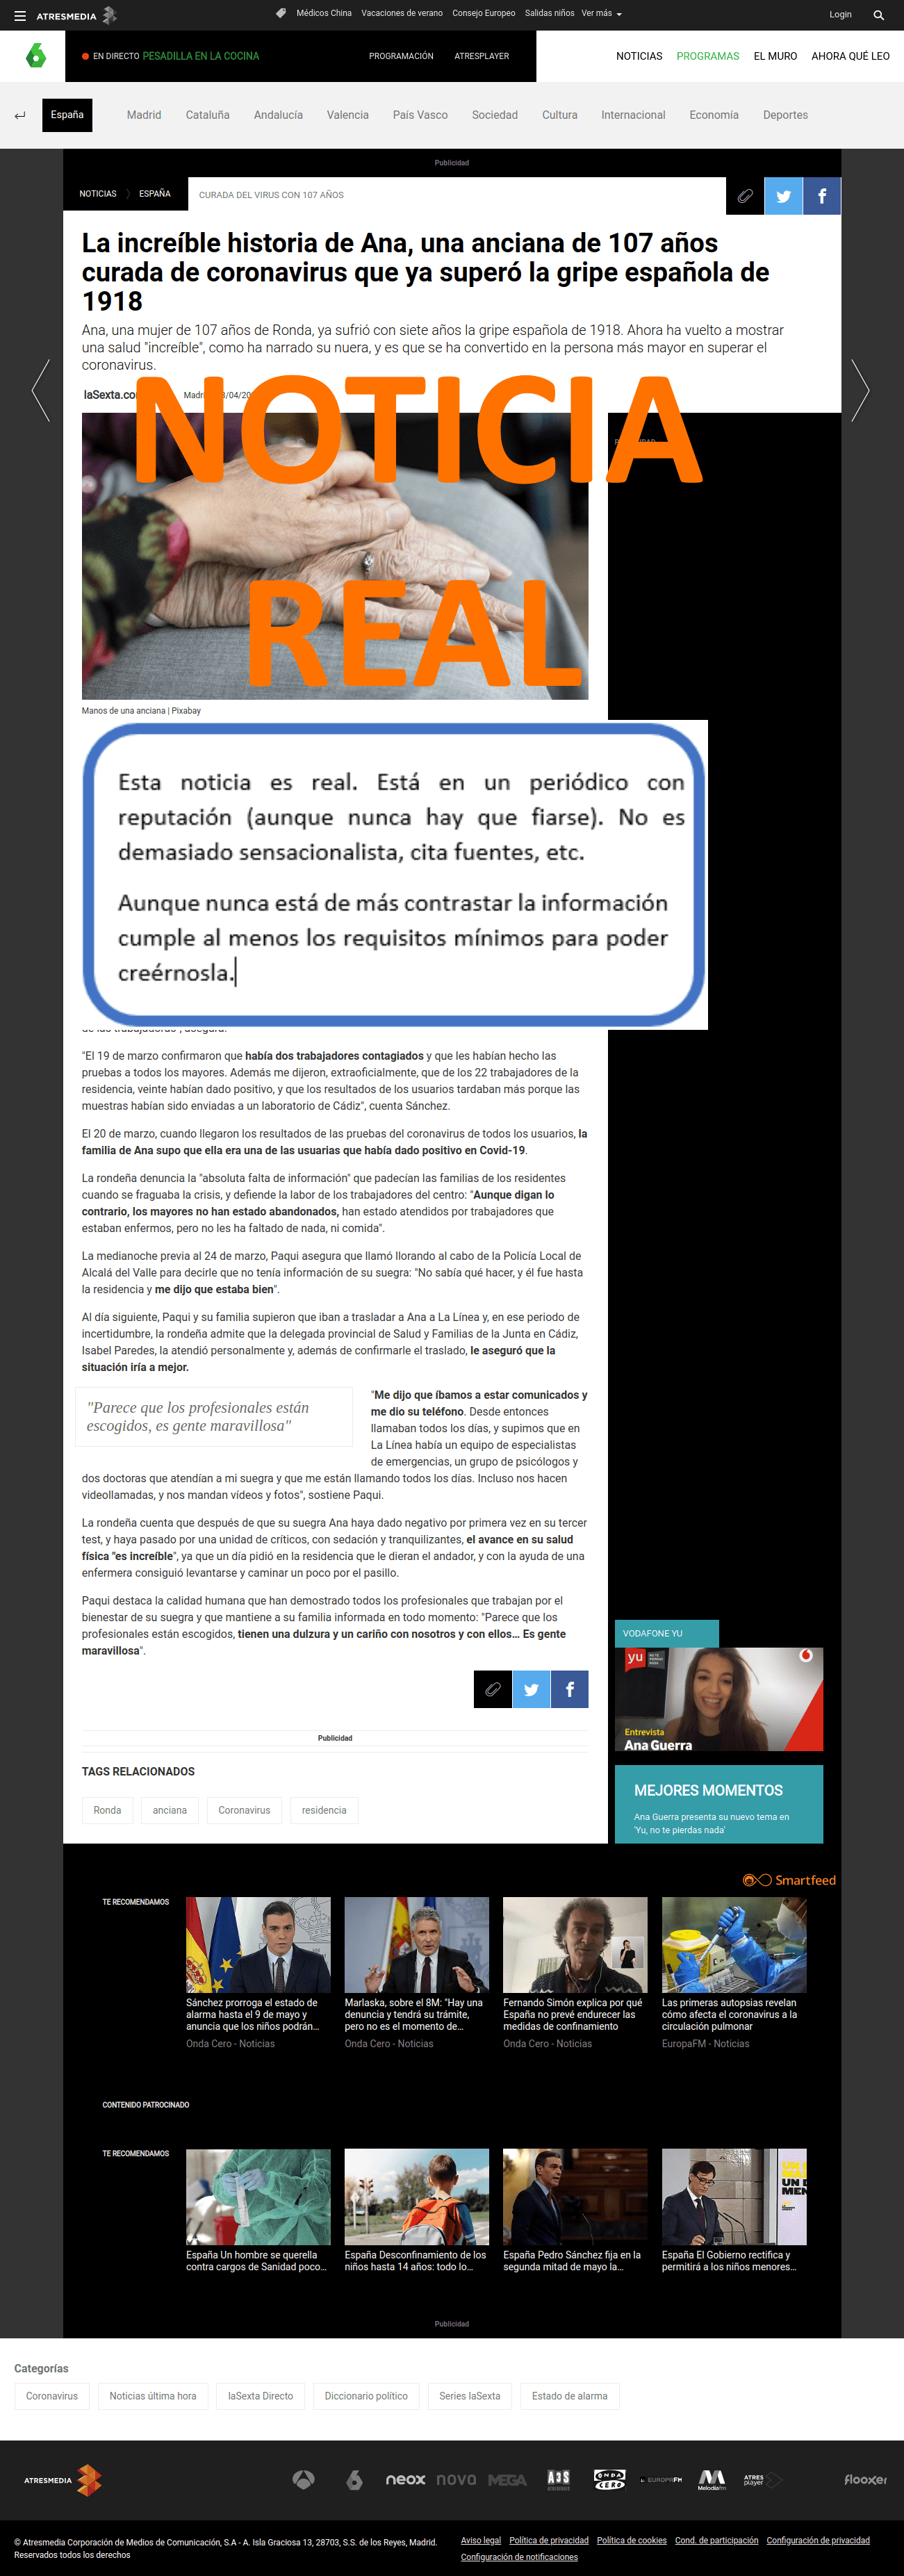 ATRESMEDIA
Médicos China Vacaciones de verano Consejo Europeo Salidas niños Ver más
Login
EN DIRECTO PESADILLA EN LA COCINA
PROGRAMACIÓN ATRESPLAYER
NOTICIAS PROGRAMAS EL MURO AHORA QUÉ LEO
España Madrid Cataluña Andalucía Valencia País Vasco Sociedad Cultura Internacional Economía Deportes
Publicidad
NOTICIAS ESPAÑA CURADA DEL VIRUS CON 107 AÑOS
La increíble historia de Ana, una anciana de 107 años
curada de coronavirus que ya superó la gripe española de
1918
Ana, una mujer de 107 años de Ronda, ya sufrió con siete años la gripe española de 1918. Ahora ha vuelto a mostrar
una salud "increíble", como ha narrado su nuera, y es que se ha convertido en la persona más mayor en superar el
coronavirus.
NOTICIA
REAL
Manos de una anciana | Pixabay
Esta noticia es real. Está en un periódico con
reputación (aunque nunca hay que fiarse). No es
demasiado sensacionalista, cita fuentes, etc.
Aunque nunca está de más contrastar la información
cumple al menos los requisitos mínimos para poder
creérnosla.
"El 19 de marzo confirmaron que había dos trabajadores contagiados y que les habían hecho las
pruebas a todos los mayores. Además me dijeron, extraoficialmente, que de los 22 trabajadores de la
residencia, veinte habían dado positivo, y que los resultados de los usuarios tardaban más porque las
muestras habían sido enviadas a un laboratorio de Cádiz", cuenta Sánchez.
El 20 de marzo, cuando llegaron los resultados de las pruebas del coronavirus de todos los usuarios, la
familia de Ana supo que ella era una de las usuarias que había dado positivo en Covid-19.
La rondeña denuncia la "absoluta falta de información" que padecían las familias de los residentes
cuando se fraguaba la crisis, y defiende la labor de los trabajadores del centro: "Aunque digan lo
contrario, los mayores no han estado abandonados, han estado atendidos por trabajadores que
estaban enfermos, pero no les ha faltado de nada, ni comida".
La medianoche previa al 24 de marzo, Paqui asegura que llamó llorando al cabo de la Policía Local de
Alcalá del Valle para decirle que no tenía información de su suegra: "No sabía qué hacer, y él fue hasta
la residencia y me dijo que estaba bien".
Al día siguiente, Paqui y su familia supieron que iban a trasladar a Ana a La Línea y, en ese periodo de
incertidumbre, la rondeña admite que la delegada provincial de Salud y Familias de la Junta en Cádiz,
Isabel Paredes, la atendió personalmente y, además de confirmarle el traslado, le aseguró que la
situación iría a mejor.
"Parece que los profesionales están
escogidos, es gente maravillosa"
"Me dijo que íbamos a estar comunicados y
me dio su teléfono. Desde entonces
llamaban todos los días, y supimos que en
La Línea había un equipo de especialistas
de emergencias, un grupo de psicólogos y
dos doctoras que atendían a mi suegra y que me están llamando todos los días. Incluso nos hacen
videollamadas, y nos mandan vídeos y fotos", sostiene Paqui.
La rondeña cuenta que después de que su suegra Ana haya dado negativo por primera vez en su tercer
test, y haya pasado por una unidad de críticos, con sedación y tranquilizantes, el avance en su salud
física "es increíble", ya que un día pidió en la residencia que le dieran el andador, y con la ayuda de una
enfermera consiguió levantarse y caminar un poco por el pasillo.
Paqui destaca la calidad humana que han demostrado todos los profesionales que trabajan por el
bienestar de su suegra y que mantiene a su familia informada en todo momento: "Parece que los
profesionales están escogidos, tienen una dulzura y un cariño con nosotros y con ellos... Es gente
maravillosa".
VODAFONE YU
yu
Entrevista
Ana Guerra
Publicidad
MEJORES MOMENTOS
Ana Guerra presenta su nuevo tema en
'Yu, no te pierdas nada'
TAGS RELACIONADOS
Ronda anciana Coronavirus residencia
Smartfeed
TE RECOMENDAMOS
Sánchez prorroga el estado de
alarma hasta el 9 de mayo y
anuncia que los niños podrán...
Onda Cero - Noticias
Marlaska, sobre el 8M: "Hay una
denuncia y tendrá su trámite,
pero no es el momento de...
Onda Cero - Noticias
Fernando Simón explica por qué
España no prevé endurecer las
medidas de confinamiento
Onda Cero - Noticias
Las primeras autopsias revelan
cómo afecta el coronavirus a la
circulación pulmonar
EuropaFM - Noticias
CONTENIDO PATROCINADO
TE RECOMENDAMOS
España Un hombre se querella
contra cargos de Sanidad poco...
España Desconfinamiento de los
niños hasta 14 años: todo lo...
España Pedro Sánchez fija en la
segunda mitad de mayo la...
España El Gobierno rectifica y
permitirá a los niños menores...
Publicidad
Categorías
Coronavirus Noticias última hora laSexta Directo Diccionario político Series laSexta Estado de alarma
ATRESMEDIA
neox nova MEGA A3S ONDA CERO EUROPA FM Melodía fm ATRES player flooxer
© Atresmedia Corporación de Medios de Comunicación, S.A - A. Isla Graciosa 13, 28703, S.S. de los Reyes, Madrid.
Reservados todos los derechos
Aviso legal Política de privacidad Política de cookies Cond. de participación Configuración de privacidad
Configuración de notificaciones